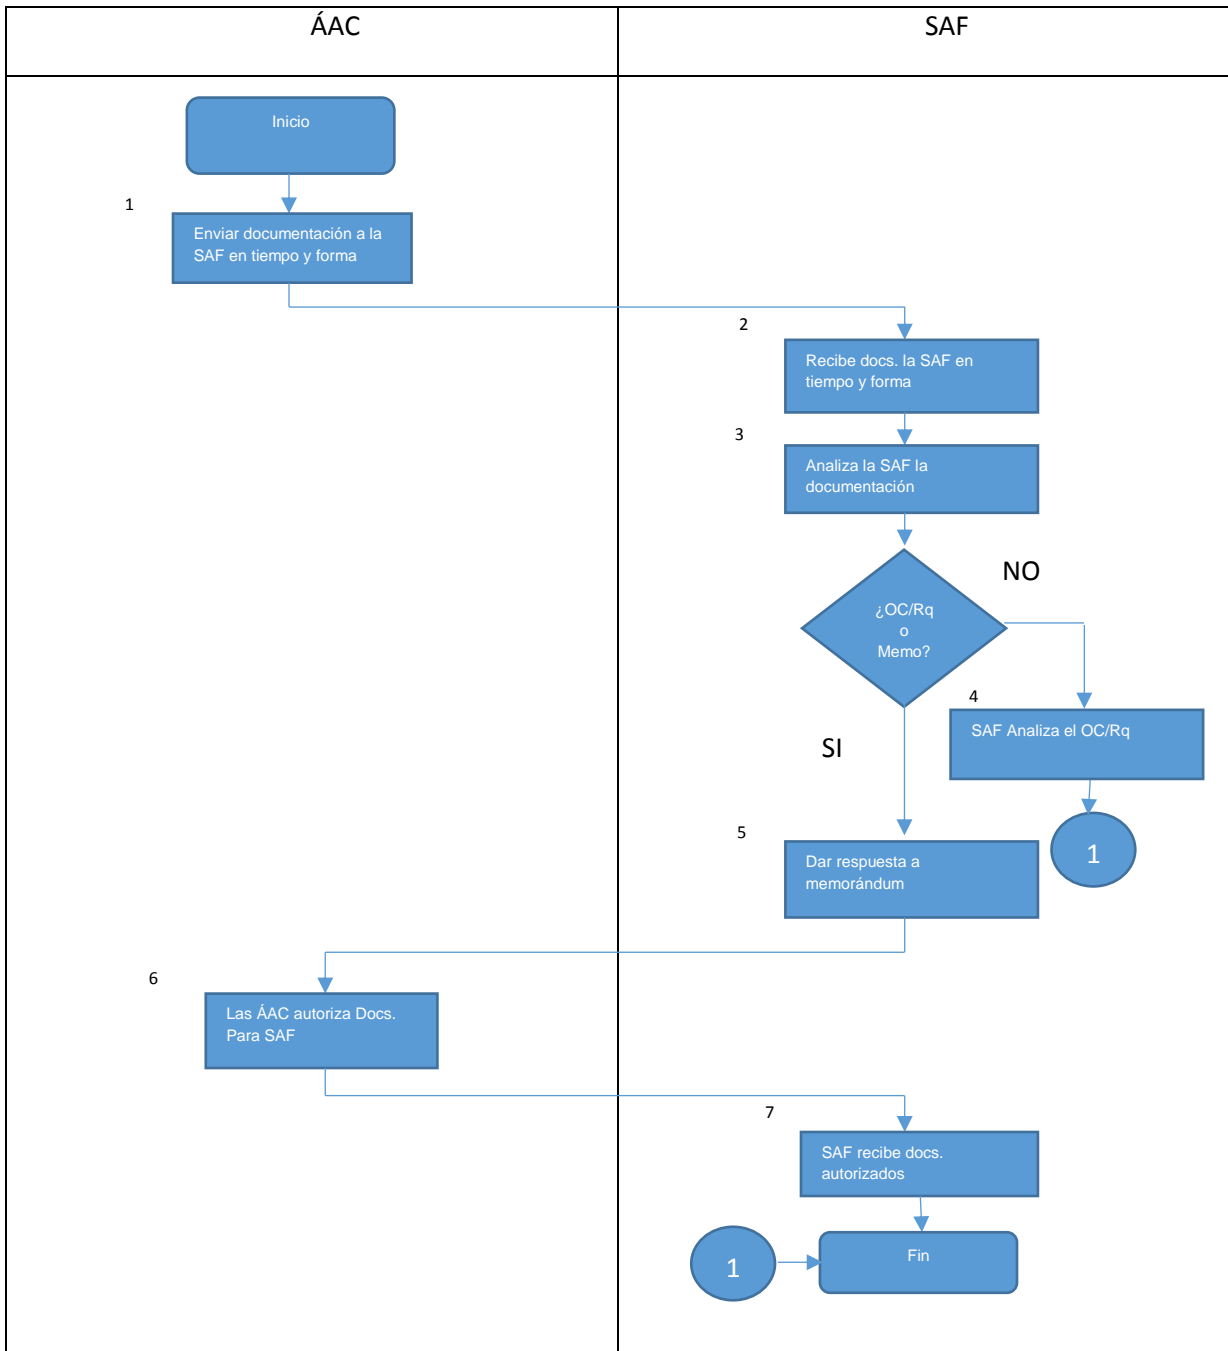 ÁAC
SAF
Inicio
1
Enviar documentación a la
SAF en tiempo y forma
2
Recibe docs. la SAF en
tiempo y forma
3
Analiza la SAF la
documentación
¿OC/Rq
o
Memo?
NO
4
SAF Analiza el OC/Rq
1
SI
5
Dar respuesta a
memorándum
6
Las ÁAC autoriza Docs.
Para SAF
7
SAF recibe docs.
autorizados
1
Fin